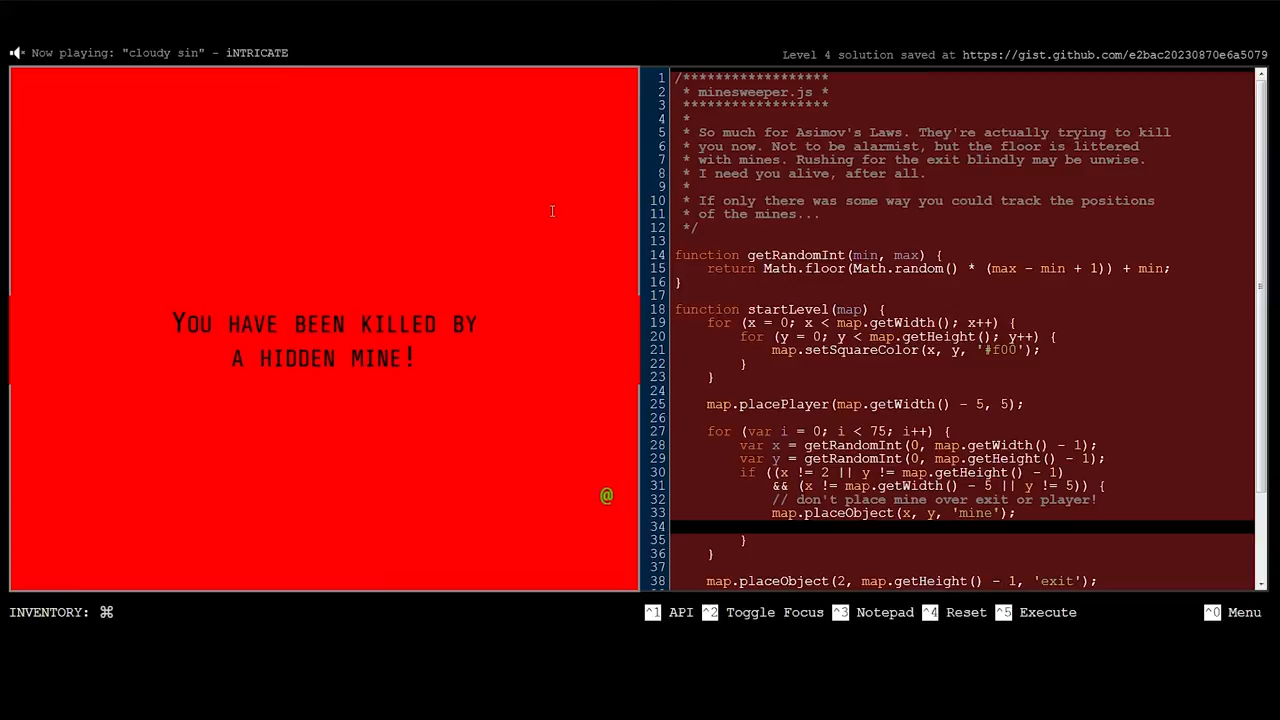 Now playing: "cloudy sin" - iNTRICATE
Level 4 solution saved at https://gist.github.com/e2bac20230870e6a5079
You have been killed by
a hidden mine!
@
1 /******************
2  * minesweeper.js *
3  ******************
4  *
5  * So much for Asimov's Laws. They're actually trying to kill
6  * you now. Not to be alarmist, but the floor is littered
7  * with mines. Rushing for the exit blindly may be unwise.
8  * I need you alive, after all.
9  *
10  * If only there was some way you could track the positions
11  * of the mines...
12  */
13
14 function getRandomInt(min, max) {
15     return Math.floor(Math.random() * (max - min + 1)) + min;
16 }
17
18 function startLevel(map) {
19     for (x = 0; x < map.getWidth(); x++) {
20         for (y = 0; y < map.getHeight(); y++) {
21             map.setSquareColor(x, y, '#f00');
22         }
23     }
24
25     map.placePlayer(map.getWidth() - 5, 5);
26
27     for (var i = 0; i < 75; i++) {
28         var x = getRandomInt(0, map.getWidth() - 1);
29         var y = getRandomInt(0, map.getHeight() - 1);
30         if ((x != 2 || y != map.getHeight() - 1)
31             && (x != map.getWidth() - 5 || y != 5)) {
32             // don't place mine over exit or player!
33             map.placeObject(x, y, 'mine');
34
35         }
36     }
37
38     map.placeObject(2, map.getHeight() - 1, 'exit');
INVENTORY: ⌘
^1 API ^2 Toggle Focus ^3 Notepad ^4 Reset ^5 Execute ^0 Menu